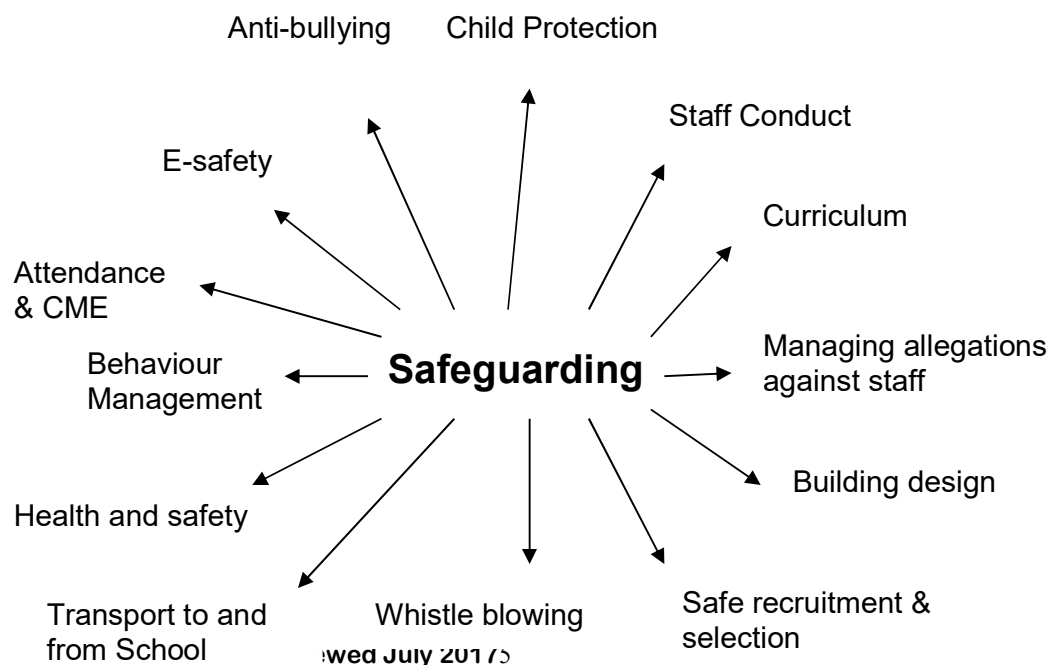 Anti-bullying
Child Protection
Staff Conduct
E-safety
Curriculum
Attendance
& CME
Behaviour
Management
Safeguarding
Managing allegations
against staff
Building design
Health and safety
Transport to and
from School
Whistle blowing
Safe recruitment &
selection
July 2017